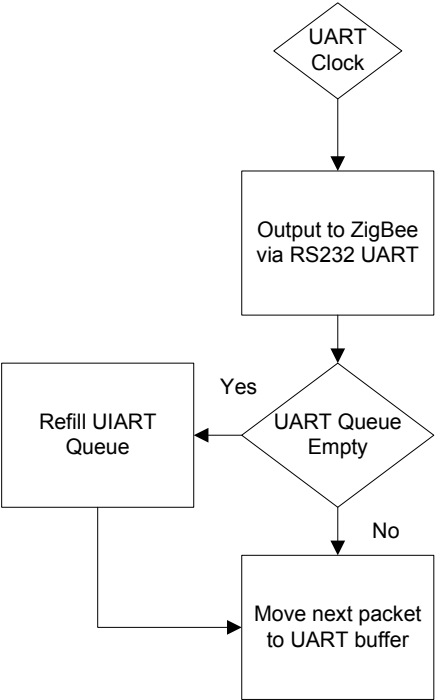 UART
Clock
Output to ZigBee
via RS232 UART
Yes
Refill UIART
Queue
UART Queue
Empty
No
Move next packet
to UART buffer